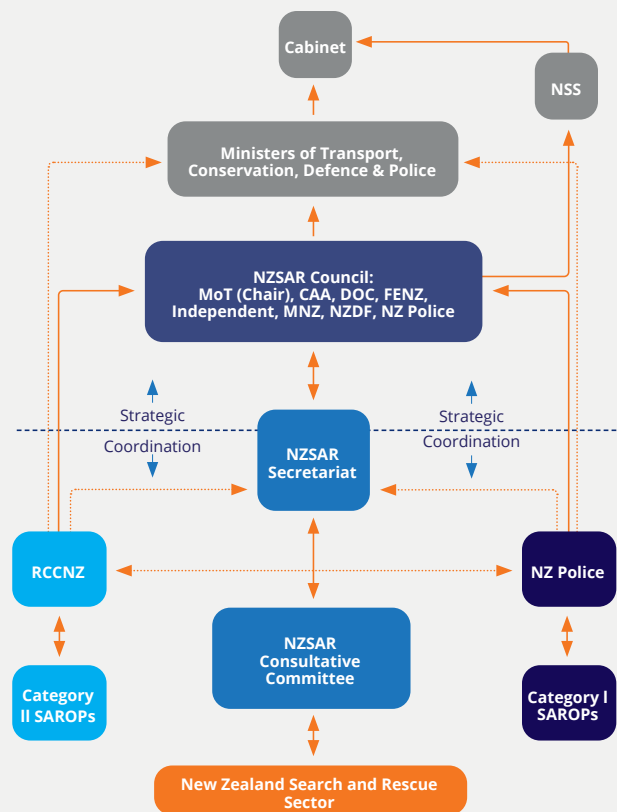 Cabinet
NSS
Ministers of Transport,
Conservation, Defence & Police
NZSAR Council:
MoT (Chair), CAA, DOC, FENZ,
Independent, MNZ, NZDF, NZ Police
Strategic
Strategic
Coordination
Coordination
NZSAR
Secretariat
RCCNZ
NZ Police
NZSAR
Consultative
Committee
Category
II SAROPs
Category I
SAROPs
New Zealand Search and Rescue
Sector